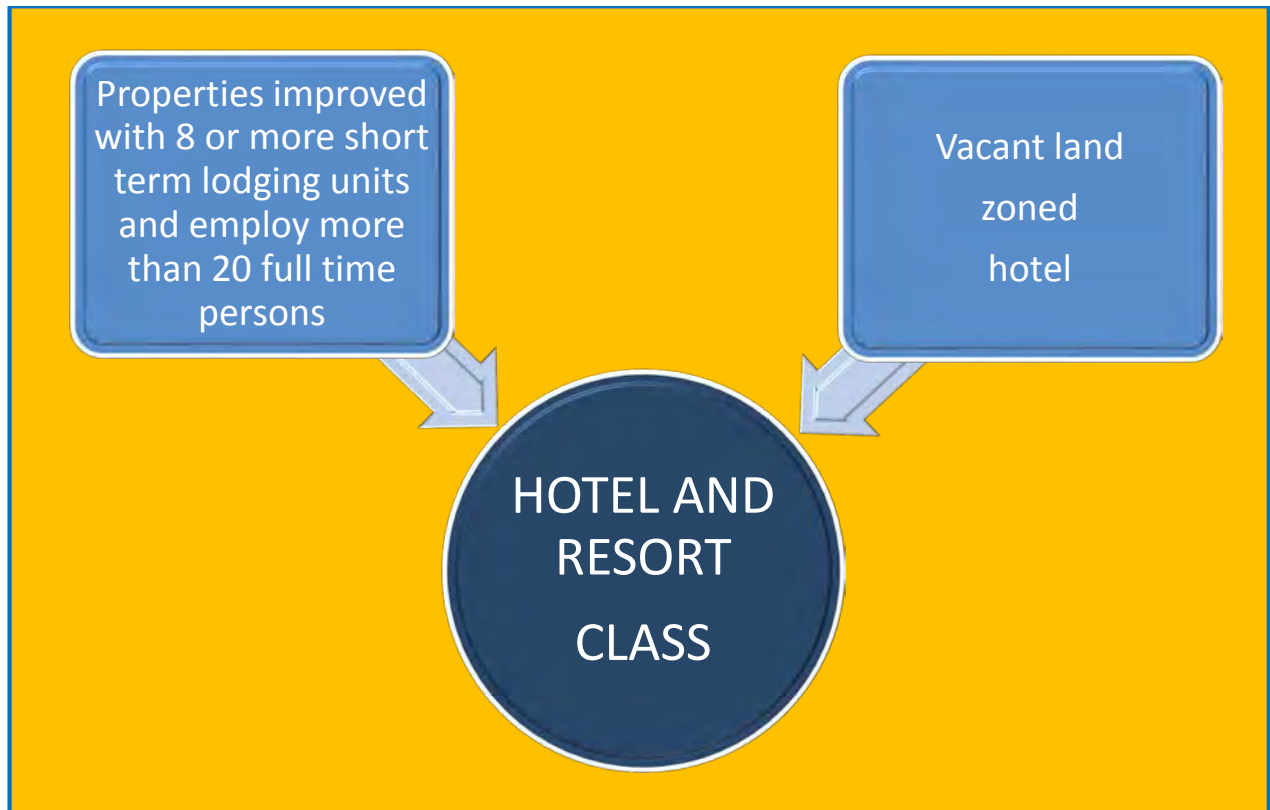 Properties improved
with 8 or more short
term lodging units
and employ more
than 20 full time
persons
Vacant land
zoned
hotel
HOTEL AND
RESORT
CLASS